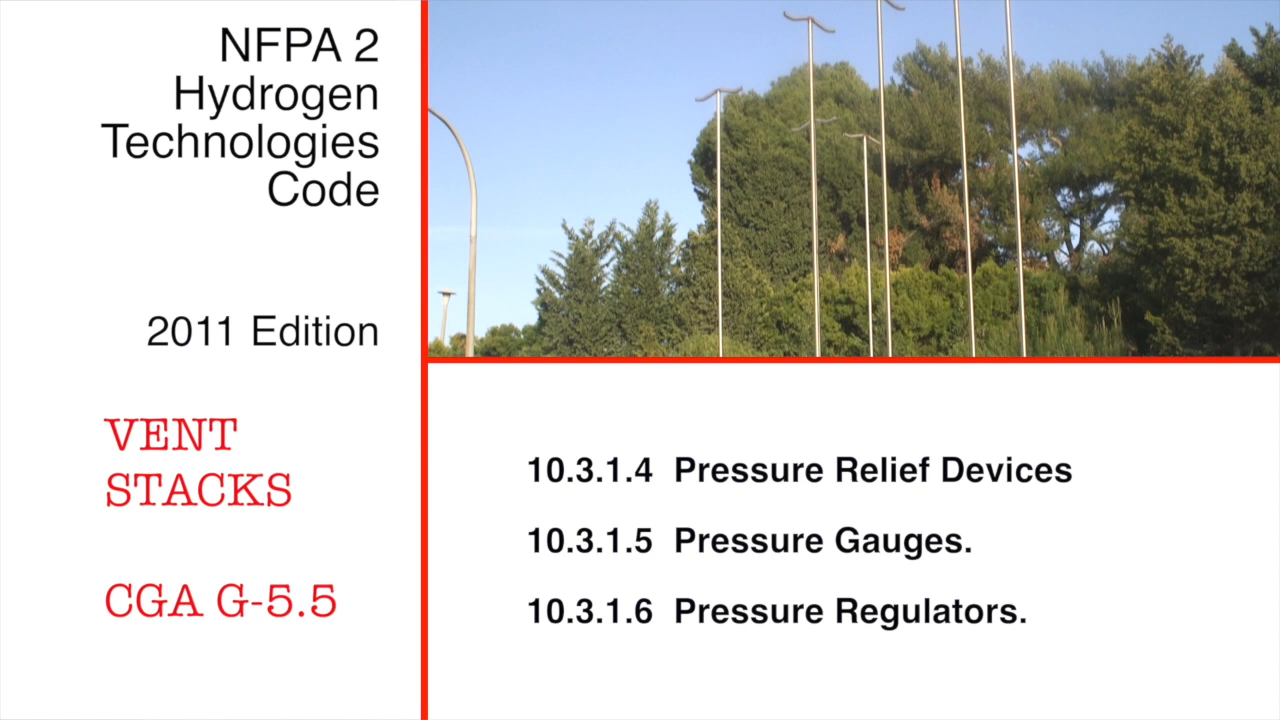 NFPA 2
Hydrogen
Technologies
Code
2011 Edition
VENT
STACKS
CGA G-5.5
10.3.1.4 Pressure Relief Devices
10.3.1.5 Pressure Gauges.
10.3.1.6 Pressure Regulators.